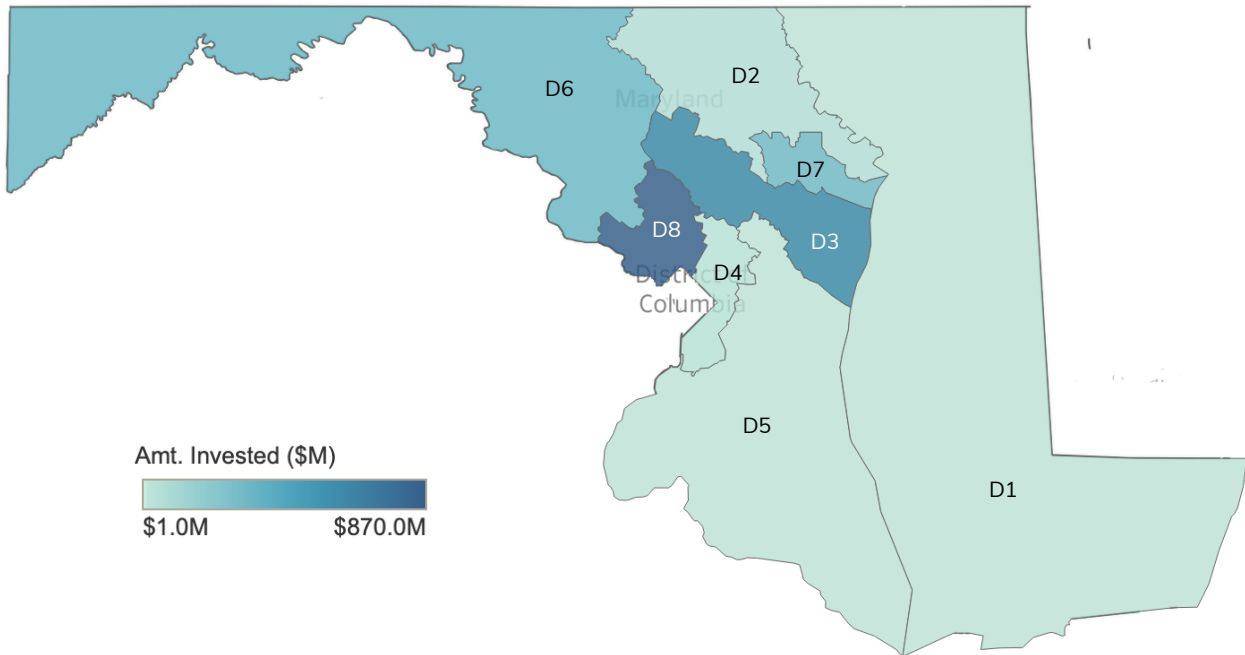 D6
D2
Maryland
D7
D8
D3
D4
District of
Columbia
D5
D1
Amt. Invested ($M)
$1.0M
$870.0M